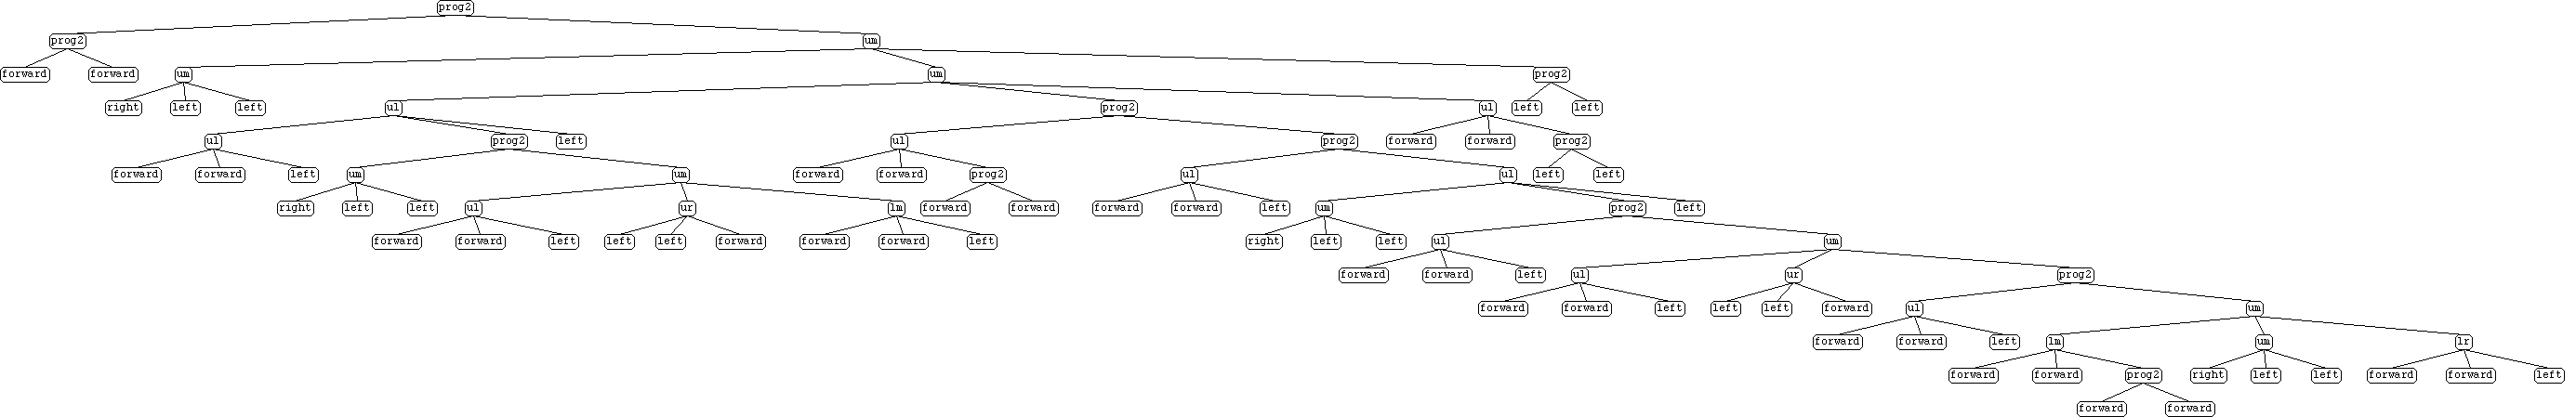 prog2
prog2 um
forward forward um um prog2
right left left ul prog2 ul left left
ul prog2 left ul prog2 forward forward prog2
forward forward left um um forward forward prog2 ul ul left left
right left left ul ur lm forward forward forward forward left um prog2 left
forward forward left left left forward forward forward left right left left ul um
forward forward left ul ur prog2
forward forward left left left forward ul um
forward forward left lm um lr
forward forward prog2 right left left forward forward left
forward forward